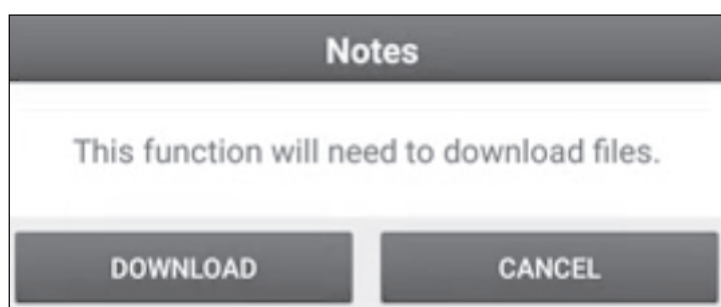 Notes
This function will need to download files.
DOWNLOAD
CANCEL